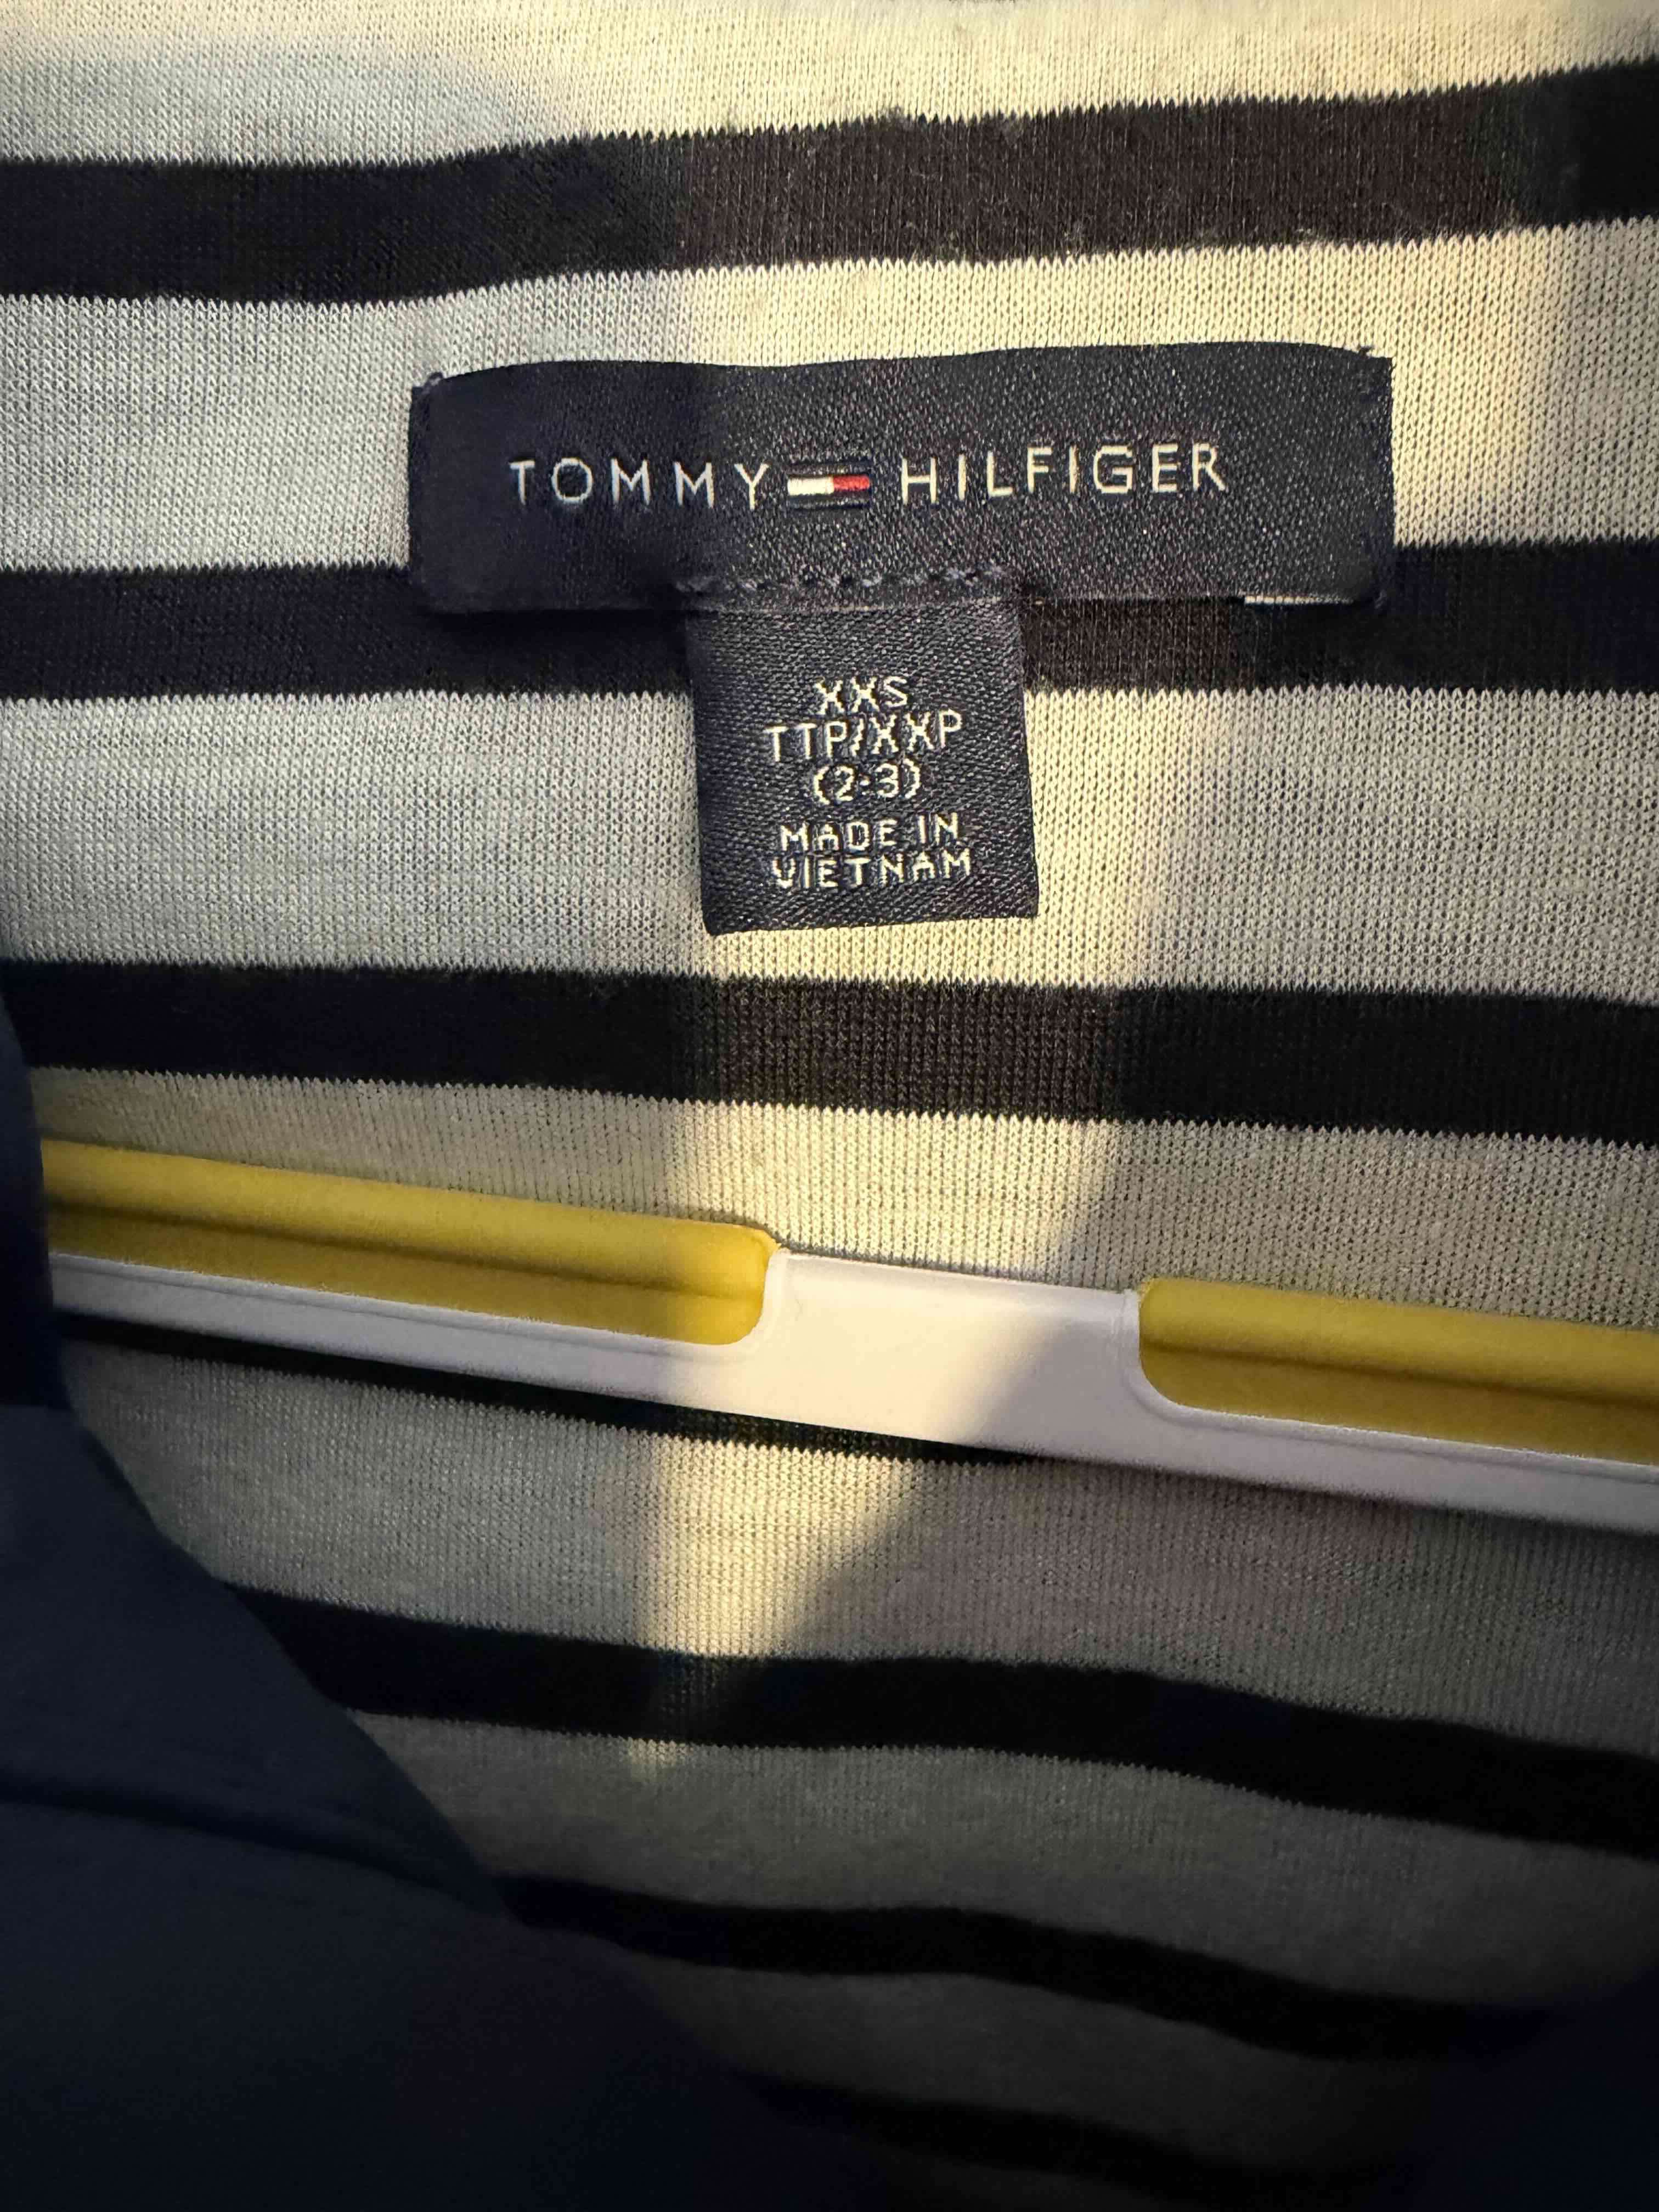 TOMMY HILFIGER
XXS
TTP/XXP
(2-3)
MADE IN
VIETNAM